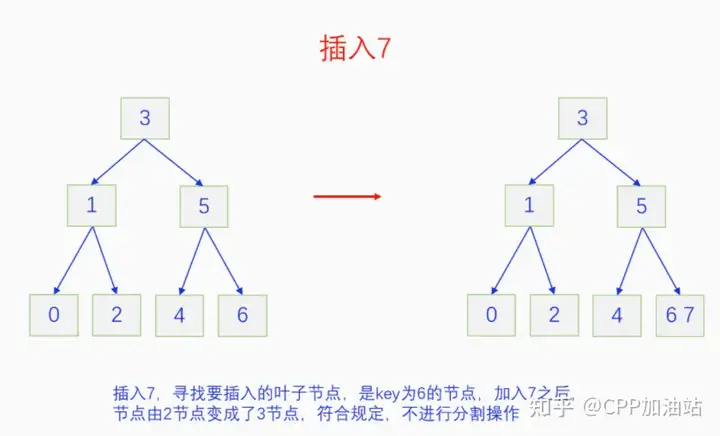 插入7
3 3
1 5 1 5
0 2 4 6 0 2 4 6 7
插入7，寻找要插入的叶子节点，是key为6的节点，加入7之后
节点由2节点变成了3节点，符合规定，不进行分割操作
知乎 @CPP加油站